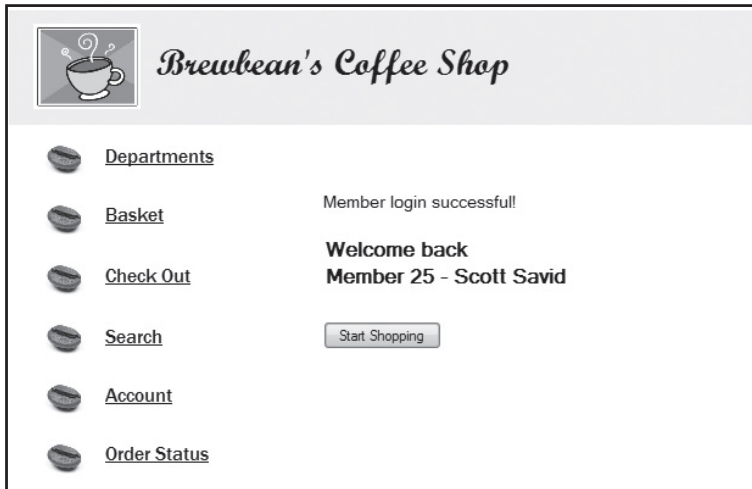 Brewbean's Coffee Shop
Departments
Basket
Check Out
Search
Account
Order Status
Member login successful!
Welcome back
Member 25 - Scott Savid
Start Shopping